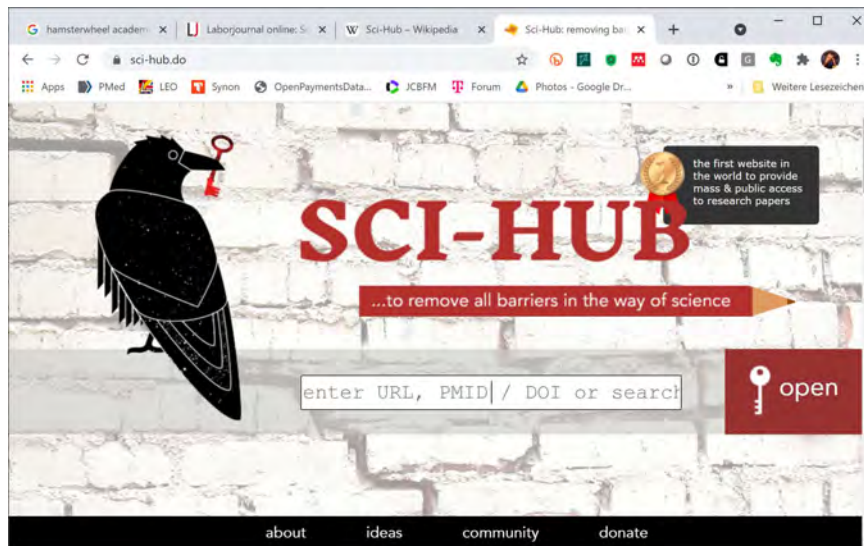 hamsterwheel academ
Laborjournal online: S
Sci-Hub – Wikipedia
Sci-Hub: removing ba
sci-hub.do
Apps PMed LEO Synon OpenPaymentsData... JCBFM Forum Photos - Google Dr... » Weitere Lesezeichen
the first website in
the world to provide
mass & public access
to research papers
SCI-HUB
...to remove all barriers in the way of science
enter URL, PMID / DOI or search
open
about ideas community donate